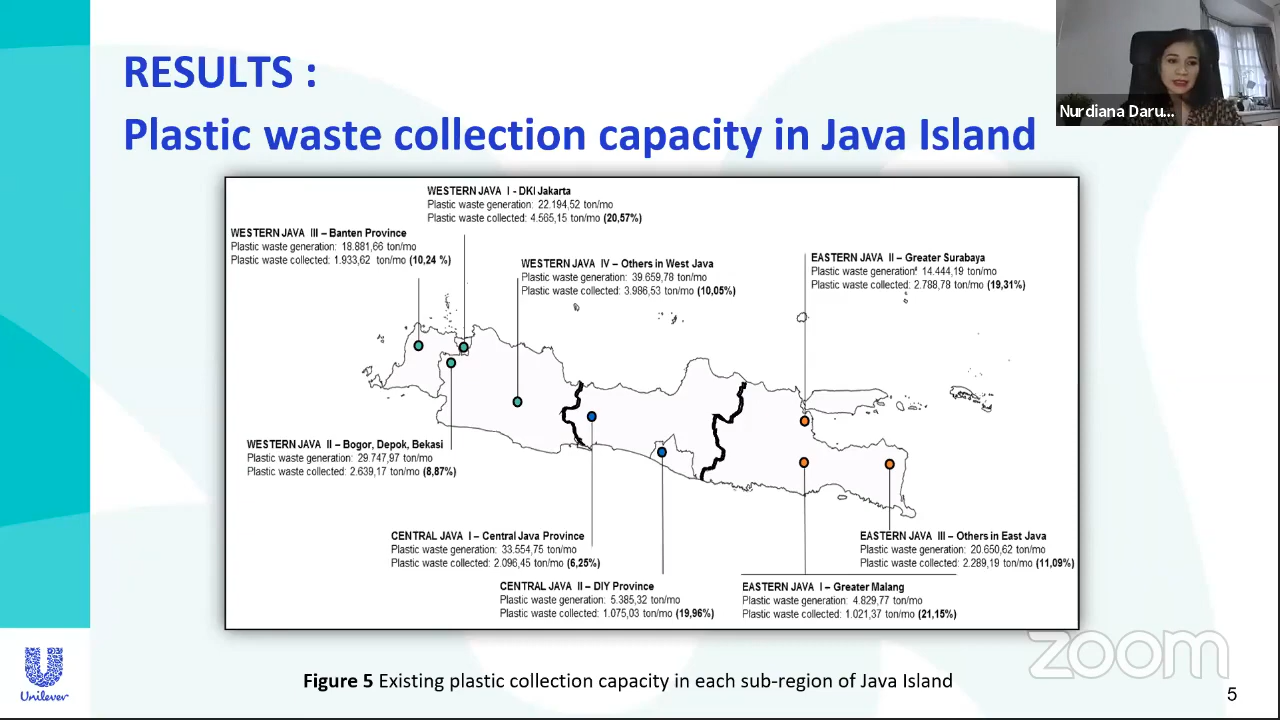 RESULTS :
Plastic waste collection capacity in Java Island
Nurdiana Daru...
WESTERN JAVA I - DKI Jakarta
Plastic waste generation: 22.194,52 ton/mo
Plastic waste collected: 4.565,15 ton/mo (20,57%)
WESTERN JAVA III – Banten Province
Plastic waste generation: 18.881,66 ton/mo
Plastic waste collected: 1.933,62 ton/mo (10,24 %)
WESTERN JAVA IV – Others in West Java
Plastic waste generation: 39.659,78 ton/mo
Plastic waste collected: 3.986,53 ton/mo (10,05%)
EASTERN JAVA II – Greater Surabaya
Plastic waste generation: 14.444,19 ton/mo
Plastic waste collected: 2.788,78 ton/mo (19,31%)
WESTERN JAVA II – Bogor, Depok, Bekasi
Plastic waste generation: 29.747,97 ton/mo
Plastic waste collected: 2.639,17 ton/mo (8,87%)
CENTRAL JAVA I – Central Java Province
Plastic waste generation: 33.554,75 ton/mo
Plastic waste collected: 2.096,45 ton/mo (6,25%)
EASTERN JAVA III – Others in East Java
Plastic waste generation: 20.650,62 ton/mo
Plastic waste collected: 2.289,19 ton/mo (11,09%)
CENTRAL JAVA II – DIY Province
Plastic waste generation: 5.385,32 ton/mo
Plastic waste collected: 1.075,03 ton/mo (19,96%)
EASTERN JAVA I – Greater Malang
Plastic waste generation: 4.829,77 ton/mo
Plastic waste collected: 1.021,37 ton/mo (21,15%)
zoom
Unilever
Figure 5 Existing plastic collection capacity in each sub-region of Java Island
5